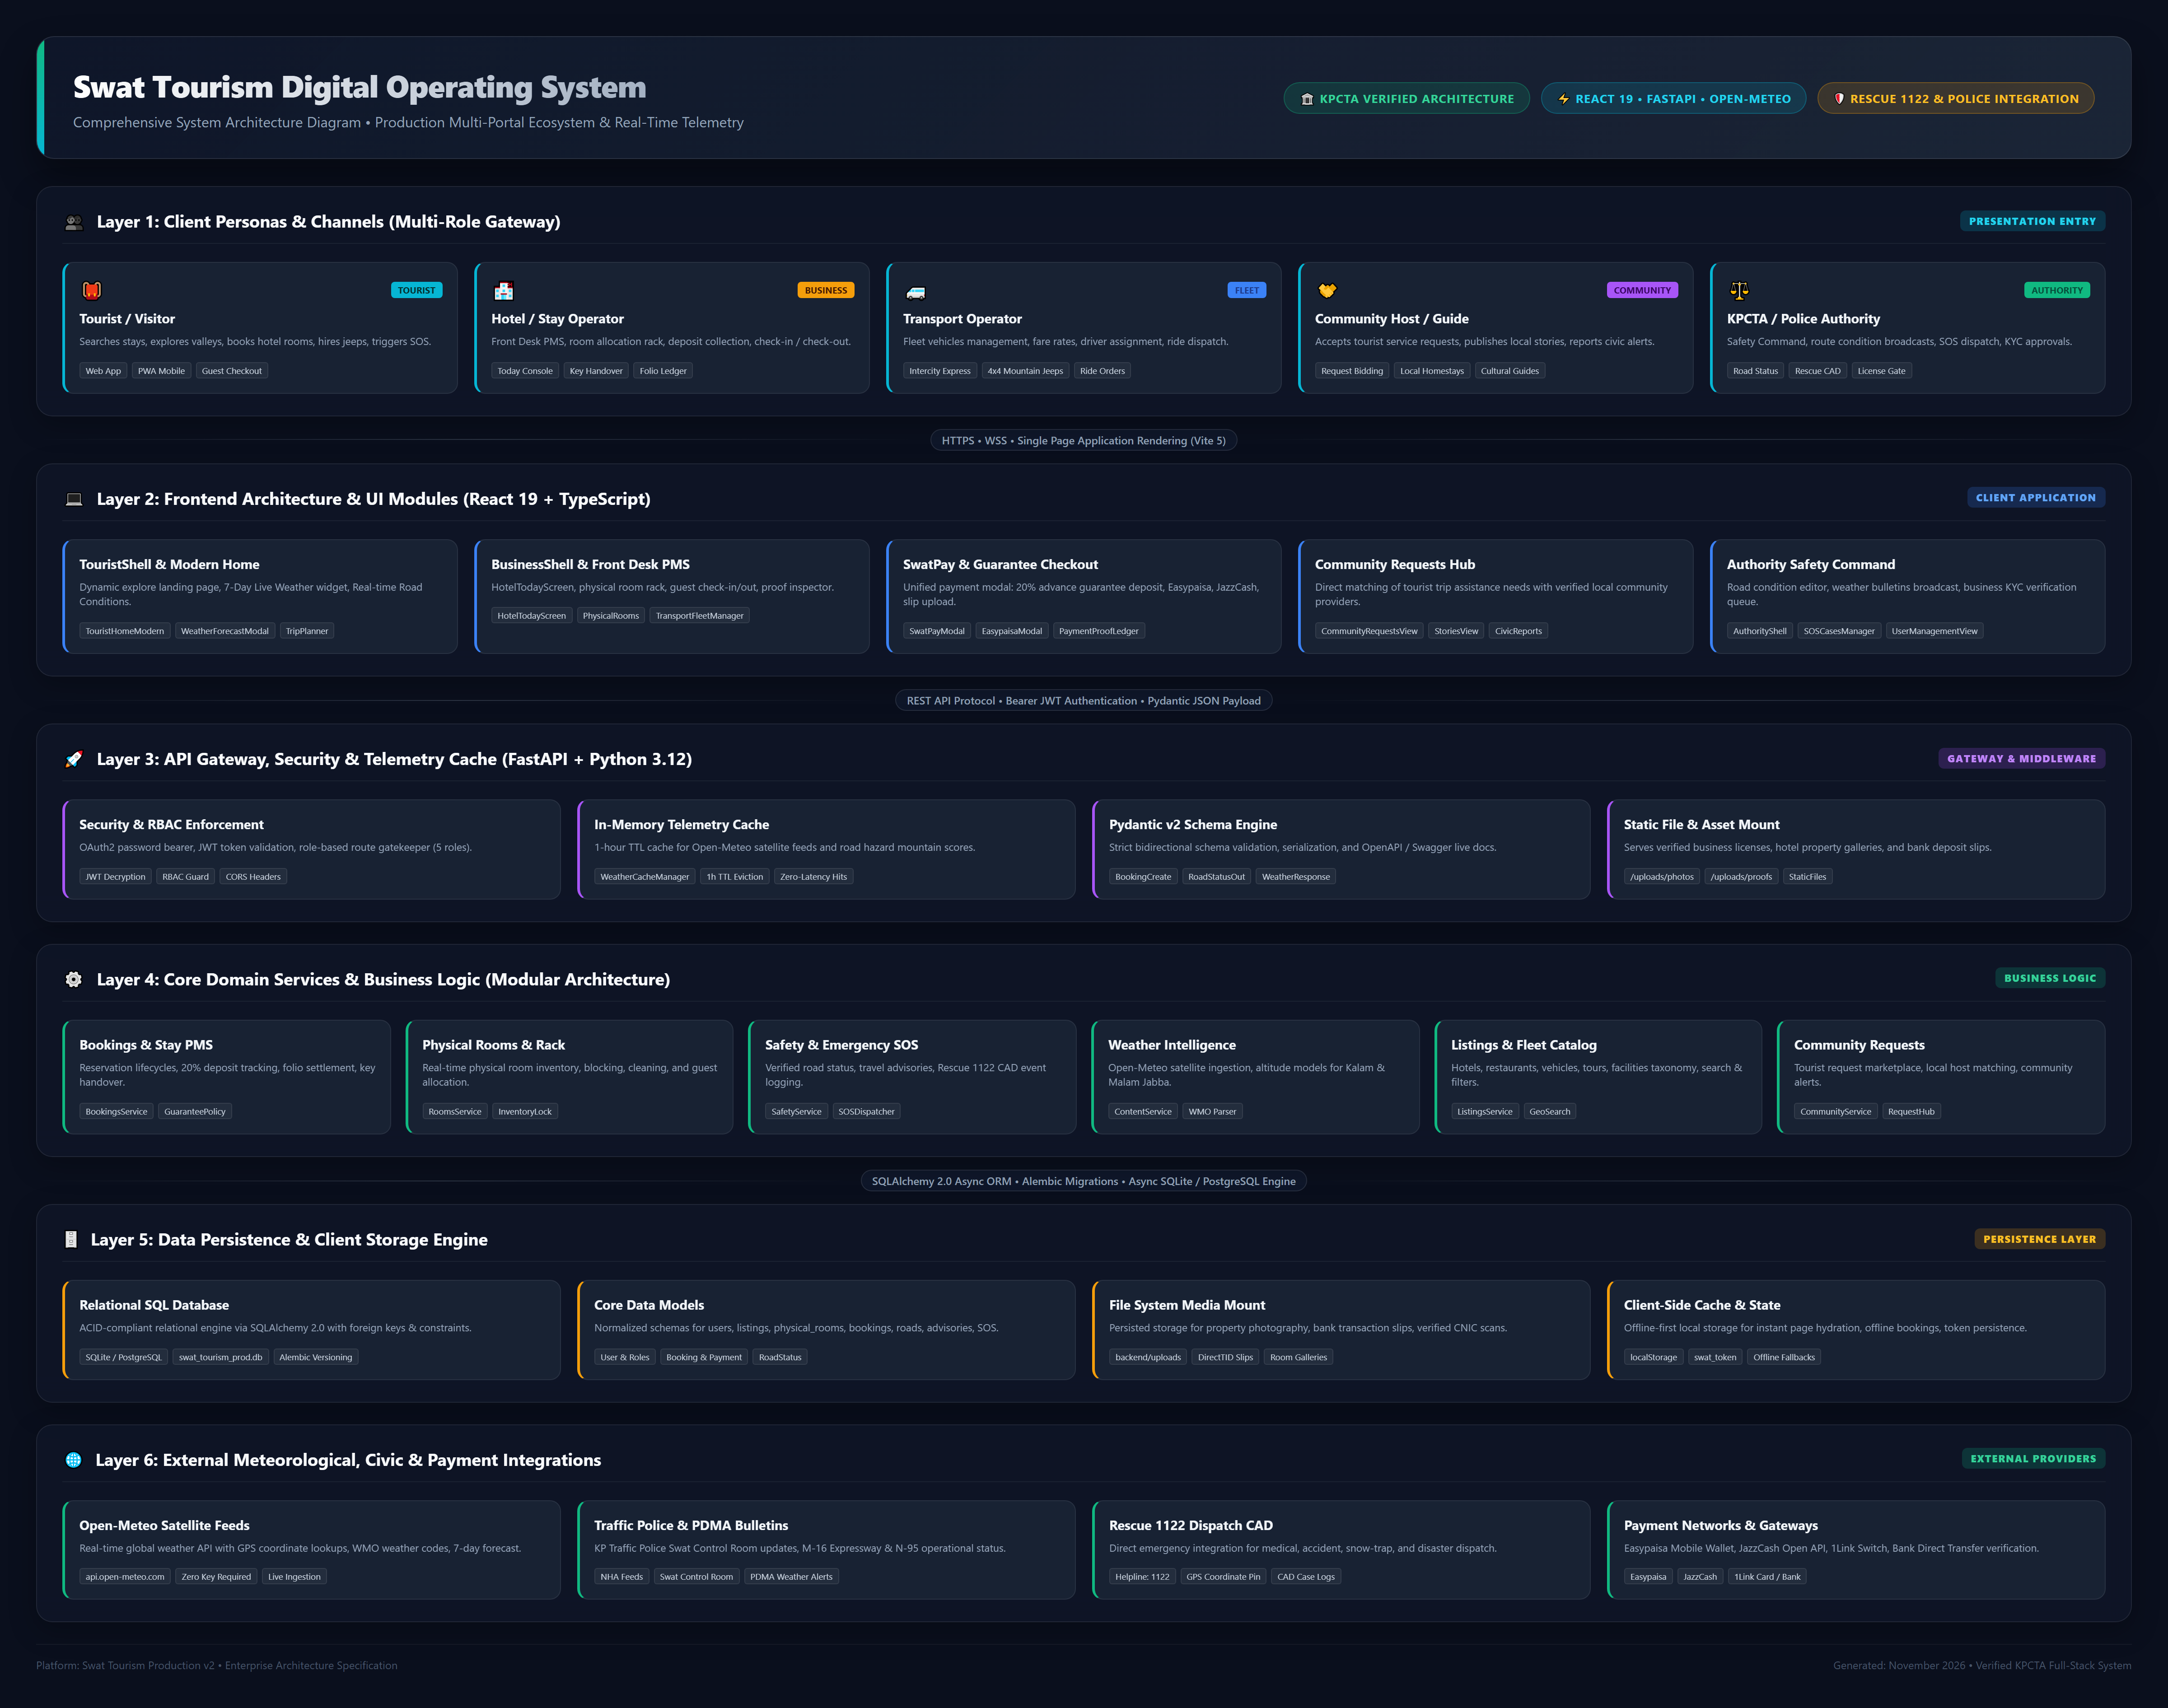 Swat Tourism Digital Operating System
Comprehensive System Architecture Diagram • Production Multi-Portal Ecosystem & Real-Time Telemetry
KPCTA VERIFIED ARCHITECTURE
REACT 19 • FASTAPI • OPEN-METEO
RESCUE 1122 & POLICE INTEGRATION
Layer 1: Client Personas & Channels (Multi-Role Gateway)
PRESENTATION ENTRY
TOURIST
Tourist / Visitor
Searches stays, explores valleys, books hotel rooms, hires jeeps, triggers SOS.
Web App
PWA Mobile
Guest Checkout
BUSINESS
Hotel / Stay Operator
Front Desk PMS, room allocation rack, deposit collection, check-in / check-out.
Today Console
Key Handover
Folio Ledger
FLEET
Transport Operator
Fleet vehicles management, fare rates, driver assignment, ride dispatch.
Intercity Express
4x4 Mountain Jeeps
Ride Orders
COMMUNITY
Community Host / Guide
Accepts tourist service requests, publishes local stories, reports civic alerts.
Request Bidding
Local Homestays
Cultural Guides
AUTHORITY
KPCTA / Police Authority
Safety Command, route condition broadcasts, SOS dispatch, KYC approvals.
Road Status
Rescue CAD
License Gate
HTTPS • WSS • Single Page Application Rendering (Vite 5)
Layer 2: Frontend Architecture & UI Modules (React 19 + TypeScript)
CLIENT APPLICATION
TouristShell & Modern Home
Dynamic explore landing page, 7-Day Live Weather widget, Real-time Road
Conditions.
TouristHomeModern
WeatherForecastModal
TripPlanner
BusinessShell & Front Desk PMS
HotelTodayScreen, physical room rack, guest check-in/out, proof inspector.
HotelTodayScreen
PhysicalRooms
TransportFleetManager
SwatPay & Guarantee Checkout
Unified payment modal: 20% advance guarantee deposit, Easypaisa, JazzCash,
slip upload.
SwatPayModal
EasypaisaModal
PaymentProofLedger
Community Requests Hub
Direct matching of tourist trip assistance needs with verified local community
providers.
CommunityRequestsView
StoriesView
CivicReports
Authority Safety Command
Road condition editor, weather bulletins broadcast, business KYC verification
queue.
AuthorityShell
SOSCasesManager
UserManagementView
REST API Protocol • Bearer JWT Authentication • Pydantic JSON Payload
Layer 3: API Gateway, Security & Telemetry Cache (FastAPI + Python 3.12)
GATEWAY & MIDDLEWARE
Security & RBAC Enforcement
OAuth2 password bearer, JWT token validation, role-based route gatekeeper (5 roles).
JWT Decryption
RBAC Guard
CORS Headers
In-Memory Telemetry Cache
1-hour TTL cache for Open-Meteo satellite feeds and road hazard mountain scores.
WeatherCacheManager
1h TTL Eviction
Zero-Latency Hits
Pydantic v2 Schema Engine
Strict bidirectional schema validation, serialization, and OpenAPI / Swagger live docs.
BookingCreate
RoadStatusOut
WeatherResponse
Static File & Asset Mount
Serves verified business licenses, hotel property galleries, and bank deposit slips.
/uploads/photos
/uploads/proofs
StaticFiles
Layer 4: Core Domain Services & Business Logic (Modular Architecture)
BUSINESS LOGIC
Bookings & Stay PMS
Reservation lifecycles, 20% deposit tracking, folio settlement, key
handover.
BookingsService
GuaranteePolicy
Physical Rooms & Rack
Real-time physical room inventory, blocking, cleaning, and guest
allocation.
RoomsService
InventoryLock
Safety & Emergency SOS
Verified road status, travel advisories, Rescue 1122 CAD event
logging.
SafetyService
SOSDispatcher
Weather Intelligence
Open-Meteo satellite ingestion, altitude models for Kalam &
Malam Jabba.
ContentService
WMO Parser
Listings & Fleet Catalog
Hotels, restaurants, vehicles, tours, facilities taxonomy, search &
filters.
ListingsService
GeoSearch
Community Requests
Tourist request marketplace, local host matching, community
alerts.
CommunityService
RequestHub
SQLAlchemy 2.0 Async ORM • Alembic Migrations • Async SQLite / PostgreSQL Engine
Layer 5: Data Persistence & Client Storage Engine
PERSISTENCE LAYER
Relational SQL Database
ACID-compliant relational engine via SQLAlchemy 2.0 with foreign keys & constraints.
SQLite / PostgreSQL
swat_tourism_prod.db
Alembic Versioning
Core Data Models
Normalized schemas for users, listings, physical_rooms, bookings, roads, advisories, SOS.
User & Roles
Booking & Payment
RoadStatus
File System Media Mount
Persisted storage for property photography, bank transaction slips, verified CNIC scans.
backend/uploads
DirectTID Slips
Room Galleries
Client-Side Cache & State
Offline-first local storage for instant page hydration, offline bookings, token persistence.
localStorage
swat_token
Offline Fallbacks
Layer 6: External Meteorological, Civic & Payment Integrations
EXTERNAL PROVIDERS
Open-Meteo Satellite Feeds
Real-time global weather API with GPS coordinate lookups, WMO weather codes, 7-day forecast.
api.open-meteo.com
Zero Key Required
Live Ingestion
Traffic Police & PDMA Bulletins
KP Traffic Police Swat Control Room updates, M-16 Expressway & N-95 operational status.
NHA Feeds
Swat Control Room
PDMA Weather Alerts
Rescue 1122 Dispatch CAD
Direct emergency integration for medical, accident, snow-trap, and disaster dispatch.
Helpline: 1122
GPS Coordinate Pin
CAD Case Logs
Payment Networks & Gateways
Easypaisa Mobile Wallet, JazzCash Open API, 1Link Switch, Bank Direct Transfer verification.
Easypaisa
JazzCash
1Link Card / Bank
Platform: Swat Tourism Production v2 • Enterprise Architecture Specification
Generated: November 2026 • Verified KPCTA Full-Stack System